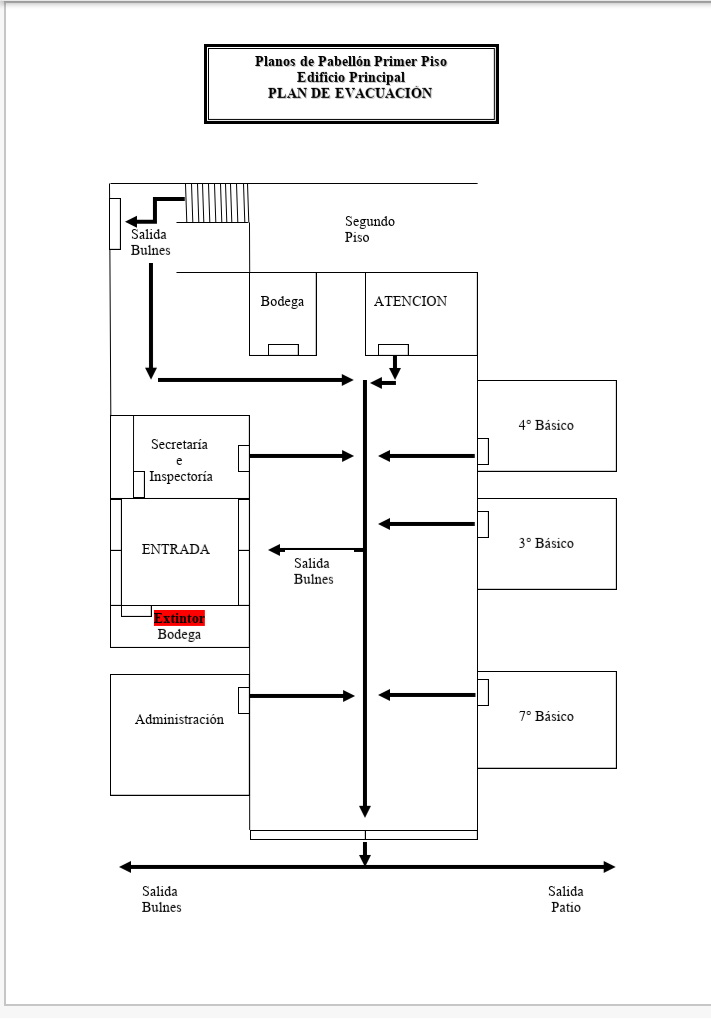 Planos de Pabellón Primer Piso
Edificio Principal
PLAN DE EVACUACIÓN
Segundo
Piso
Salida
Bulnes
Bodega
ATENCION
4° Básico
Secretaría
e
Inspectoría
3° Básico
ENTRADA
Salida
Bulnes
Extintor
Bodega
7° Básico
Administración
Salida
Bulnes
Salida
Patio